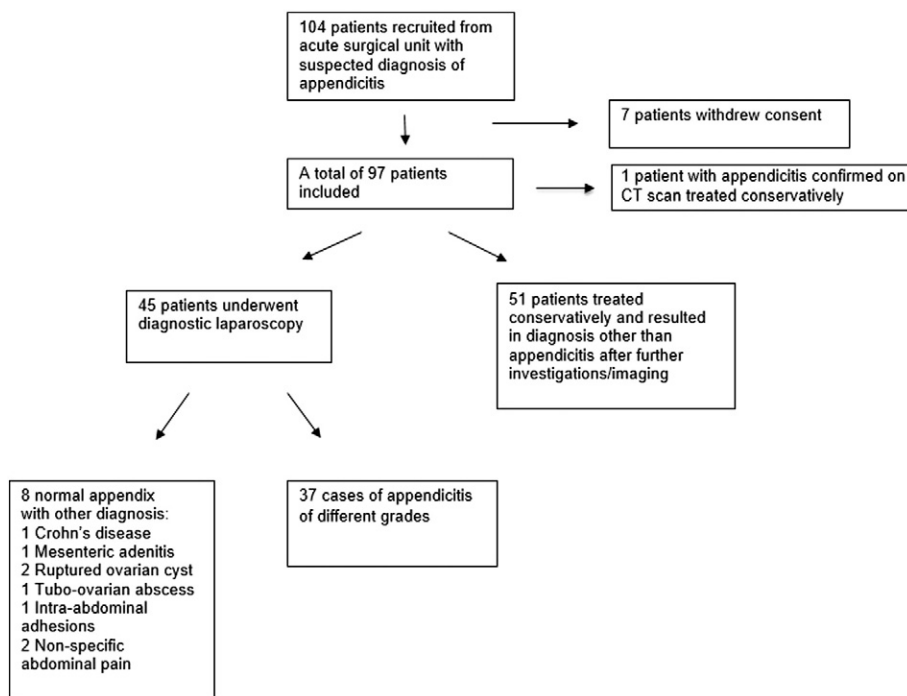 104 patients recruited from
acute surgical unit with
suspected diagnosis of
appendicitis
7 patients withdrew consent
A total of 97 patients
included
1 patient with appendicitis confirmed on
CT scan treated conservatively
45 patients underwent
diagnostic laparoscopy
51 patients treated
conservatively and resulted
in diagnosis other than
appendicitis after further
investigations/imaging
8 normal appendix
with other diagnosis:
1 Crohn's disease
1 Mesenteric adenitis
2 Ruptured ovarian cyst
1 Tubo-ovarian abscess
1 Intra-abdominal
adhesions
2 Non-specific
abdominal pain
37 cases of appendicitis
of different grades